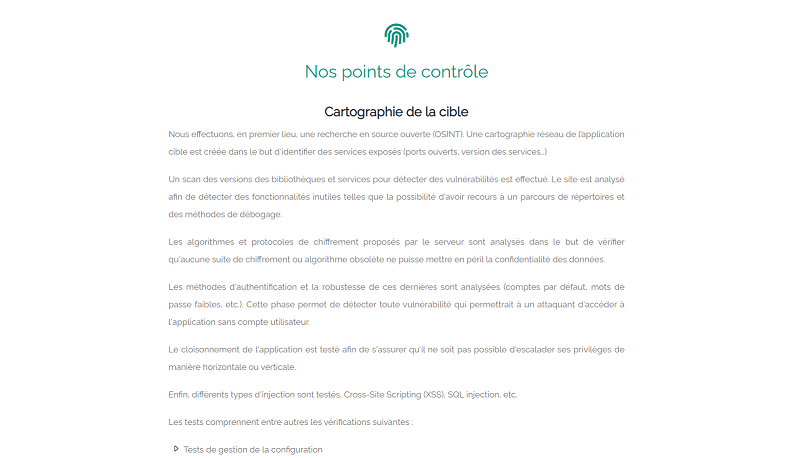 Nos points de contrôle
Cartographie de la cible
Nous effectuons, en premier lieu, une recherche en source ouverte (OSINT). Une cartographie réseau de l'application
cible est créée dans le but d'identifier des services exposés (ports ouverts, version des services…)
Un scan des versions des bibliothèques et services pour détecter des vulnérabilités est effectué. Le site est analysé
afin de détecter des fonctionnalités inutiles telles que la possibilité d'avoir recours à un parcours de répertoires et
des méthodes de débogage.
Les algorithmes et protocoles de chiffrement proposés par le serveur sont analysés dans le but de vérifier
qu'aucune suite de chiffrement ou algorithme obsolète ne puisse mettre en péril la confidentialité des données.
Les méthodes d'authentification et la robustesse de ces dernières sont analysées (comptes par défaut, mots de
passe faibles, etc.). Cette phase permet de détecter toute vulnérabilité qui permettrait à un attaquant d'accéder à
l'application sans compte utilisateur.
Le cloisonnement de l'application est testé afin de s'assurer qu'il ne soit pas possible d'escalader ses privilèges de
manière horizontale ou verticale.
Enfin, différents types d'injection sont testés, Cross-Site Scripting (XSS), SQL injection, etc.
Les tests comprennent entre autres les vérifications suivantes :
Tests de gestion de la configuration